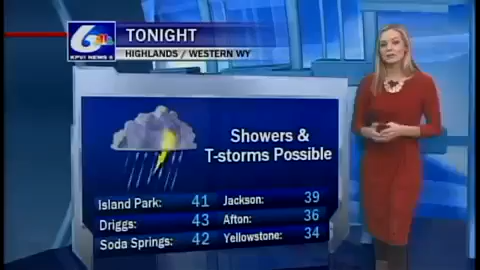 6
KPVI NEWS 6
TONIGHT
HIGHLANDS / WESTERN WY
Showers &
T-storms Possible
Island Park: 41 Jackson: 39
Driggs: 43 Afton: 36
Soda Springs: 42 Yellowstone: 34